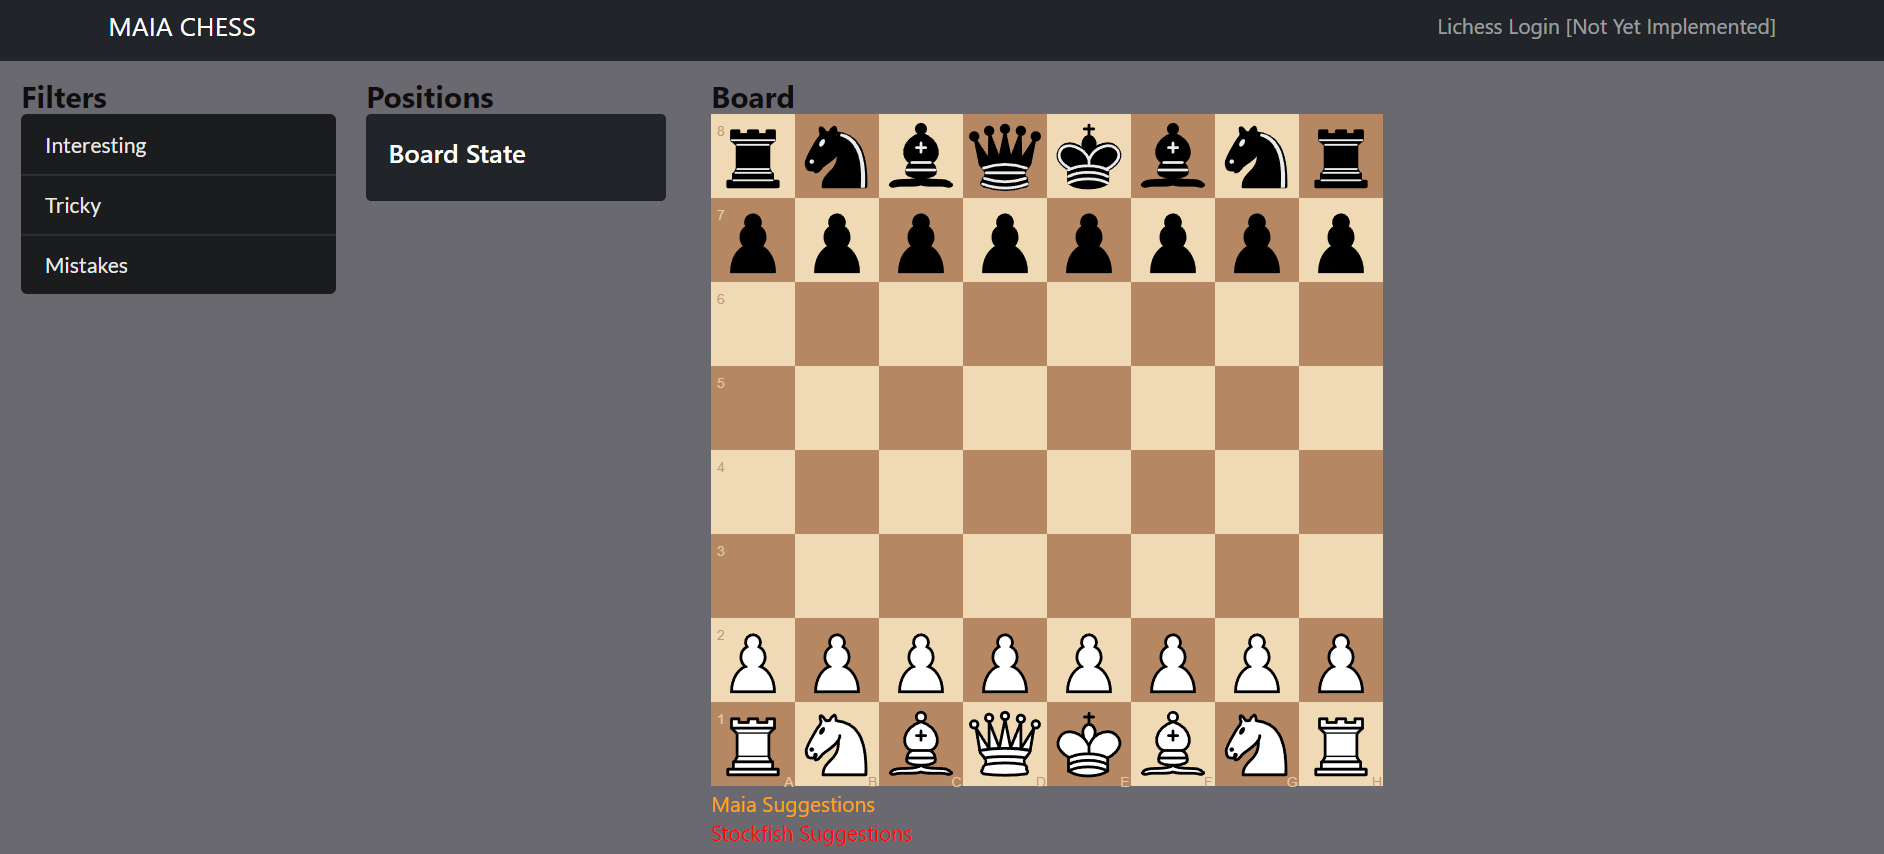 MAIA CHESS
Lichess Login [Not Yet Implemented]
Filters
Interesting
Tricky
Mistakes
Positions
Board State
Board
8
7
6
5
4
3
2
1
A B C D E F G H
Maia Suggestions
Stockfish Suggestions